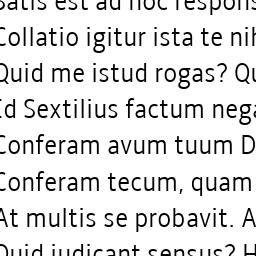 Satis est ad hoc respons
Collatio igitur ista te nih
Quid me istud rogas? Qu
Ed Sextilius factum nega
Conferam avum tuum D
Conferam tecum, quam
At multis se probavit. A
Quid iudicant sensus? H